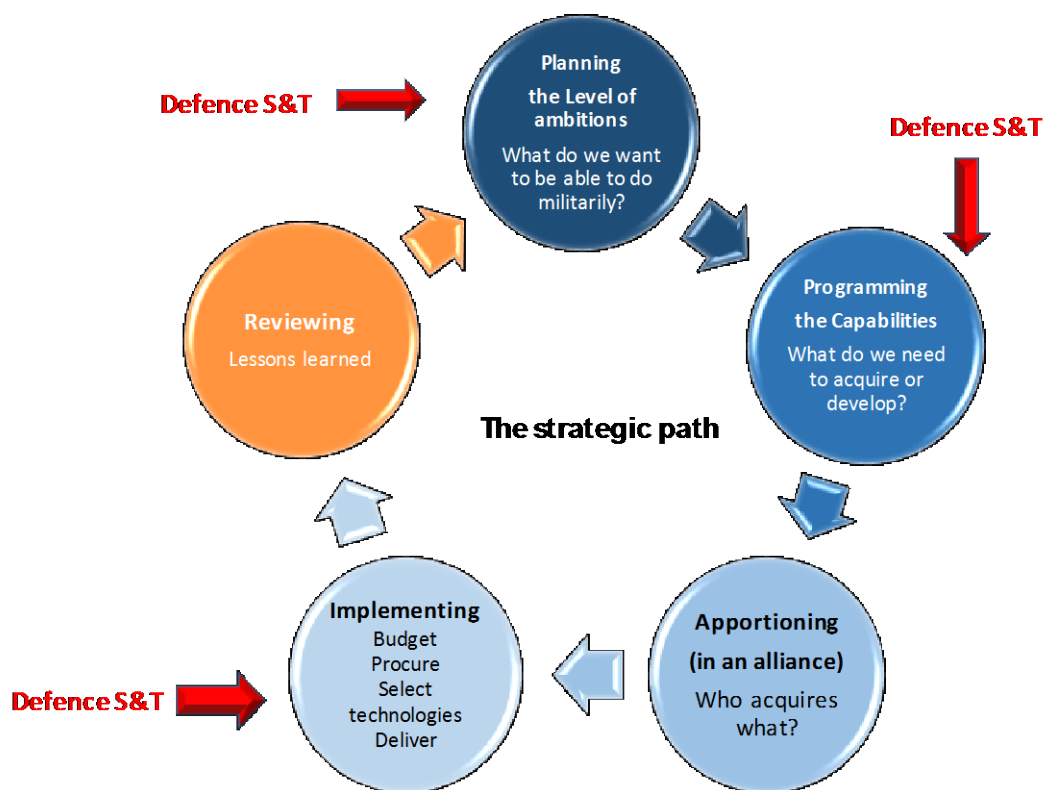 Planning
the Level of
ambitions
What do we want
to be able to do
militarily?
Defence S&T
Defence S&T
Programming
the Capabilities
What do we need
to acquire or
develop?
Reviewing
Lessons learned
The strategic path
Implementing
Budget
Procure
Select
technologies
Deliver
Apportioning
(in an alliance)
Who acquires
what?
Defence S&T